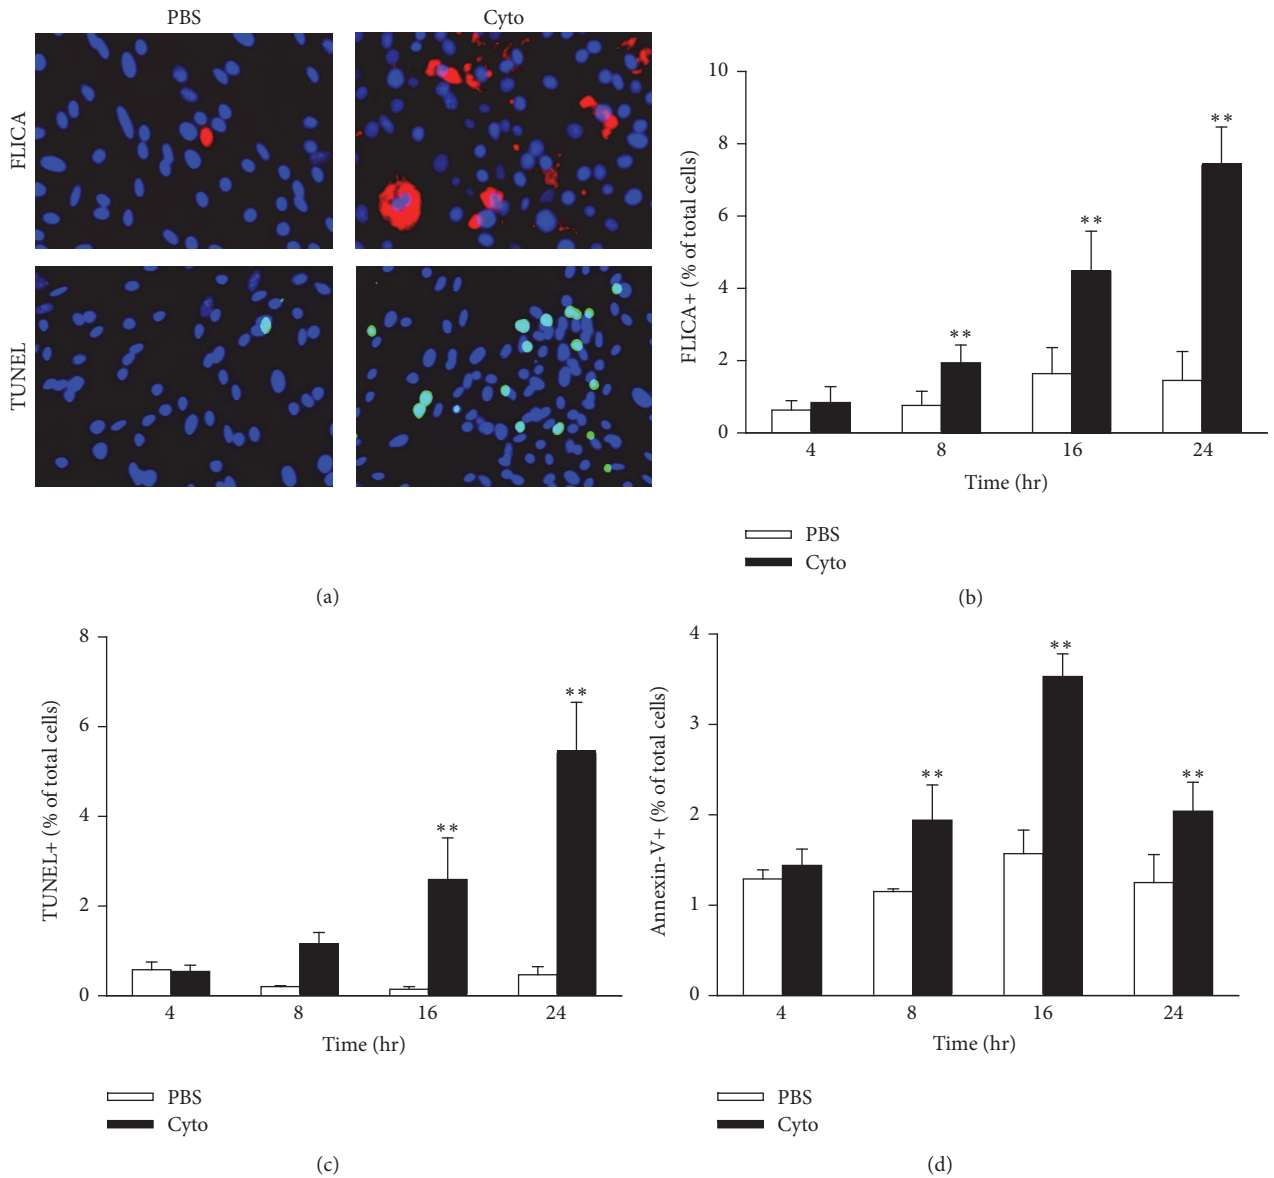 PBS
Cyto
FLICA
TUNEL
(a)
10
8
6
4
2
0
FLICA+ (% of total cells)
**
**
**
4 8 16 24
Time (hr)
PBS
Cyto
(b)
8
6
4
2
0
TUNEL+ (% of total cells)
**
**
4 8 16 24
Time (hr)
PBS
Cyto
(c)
4
3
2
1
0
Annexin-V+ (% of total cells)
**
**
**
4 8 16 24
Time (hr)
PBS
Cyto
(d)